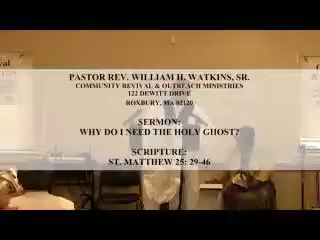 PASTOR REV. WILLIAM H. WATKINS, SR.
COMMUNITY REVIVAL & OUTREACH MINISTRIES
122 DEWITT DRIVE
ROXBURY, MA 02120
SERMON:
WHY DO I NEED THE HOLY GHOST?
SCRIPTURE:
ST. MATTHEW 25: 29-46